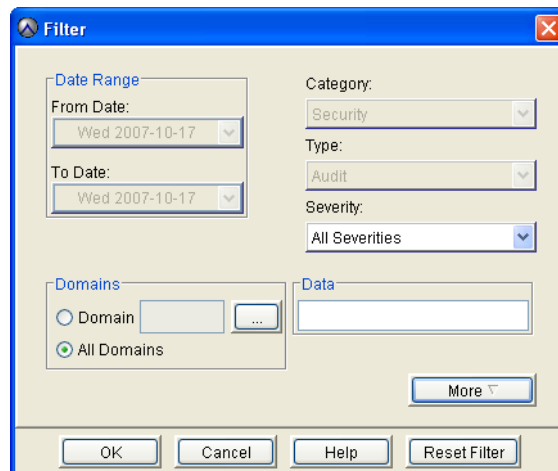 Filter
Date Range
From Date:
Wed 2007-10-17
To Date:
Wed 2007-10-17
Category:
Security
Type:
Audit
Severity:
All Severities
Domains
Domain
...
All Domains
Data
More
OK
Cancel
Help
Reset Filter